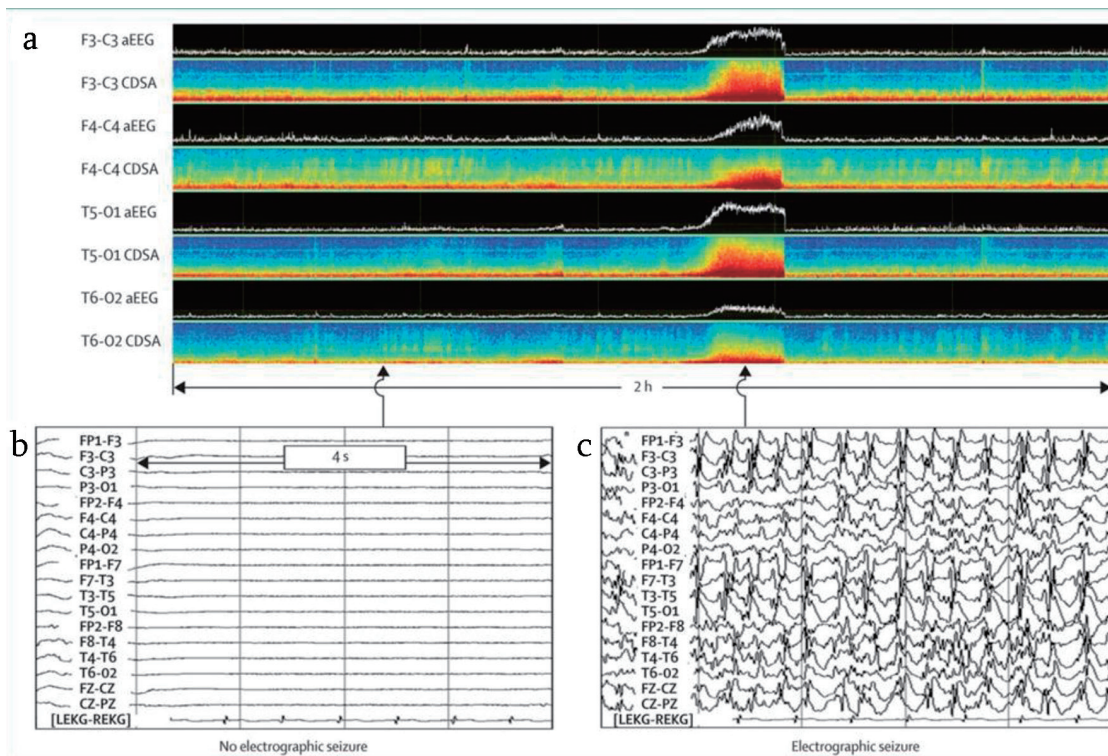 a
F3-C3 aEEG
F3-C3 CDSA
F4-C4 aEEG
F4-C4 CDSA
T5-O1 aEEG
T5-O1 CDSA
T6-O2 aEEG
T6-O2 CDSA
2 h
b
FP1-F3
F3-C3
C3-P3
P3-O1
FP2-F4
F4-C4
C4-P4
P4-O2
FP1-F7
F7-T3
T3-T5
T5-O1
FP2-F8
F8-T4
T4-T6
T6-02
FZ-CZ
CZ-PZ
[LEKG-REKG]
4 s
No electrographic seizure
c
FP1-F3
F3-C3
C3-P3
P3-O1
FP2-F4
F4-C4
C4-P4
P4-O2
FP1-F7
F7-T3
T3-T5
T5-O1
FP2-F8
F8-T4
T4-T6
T6-02
FZ-CZ
CZ-PZ
[LEKG-REKG]
Electrographic seizure